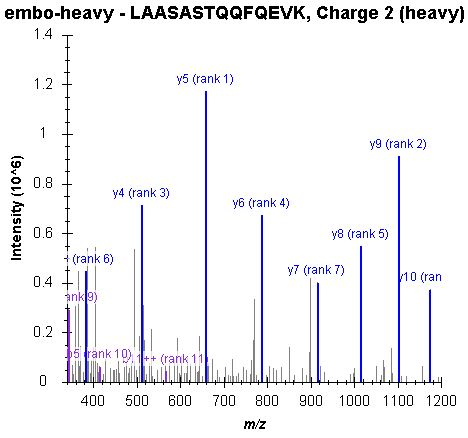 embo-heavy - LAASASTQQFQEVK, Charge 2 (heavy)
1.4
1.2
1
0.8
0.6
0.4
0.2
0
Intensity (10^6)
y5 (rank 1)
y9 (rank 2)
y4 (rank 3)
y6 (rank 4)
y8 (rank 5)
(rank 6)
y7 (rank 7)
y10 (ran
ank 9)
b5 (rank 10)
1++ (rank 11)
400 500 600 700 800 900 1000 1100 1200
m/z